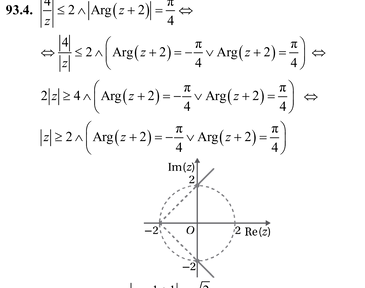 93.4. |4/z| ≤ 2 ∧ |Arg(z + 2)| = π/4 ⇔
⇔ |4|/|z| ≤ 2 ∧ (Arg(z + 2) = −π/4 ∨ Arg(z + 2) = π/4) ⇔
2|z| ≥ 4 ∧ (Arg(z + 2) = −π/4 ∨ Arg(z + 2) = π/4) ⇔
|z| ≥ 2 ∧ (Arg(z + 2) = −π/4 ∨ Arg(z + 2) = π/4)
Im(z)
2
−2 O 2 Re(z)
−2